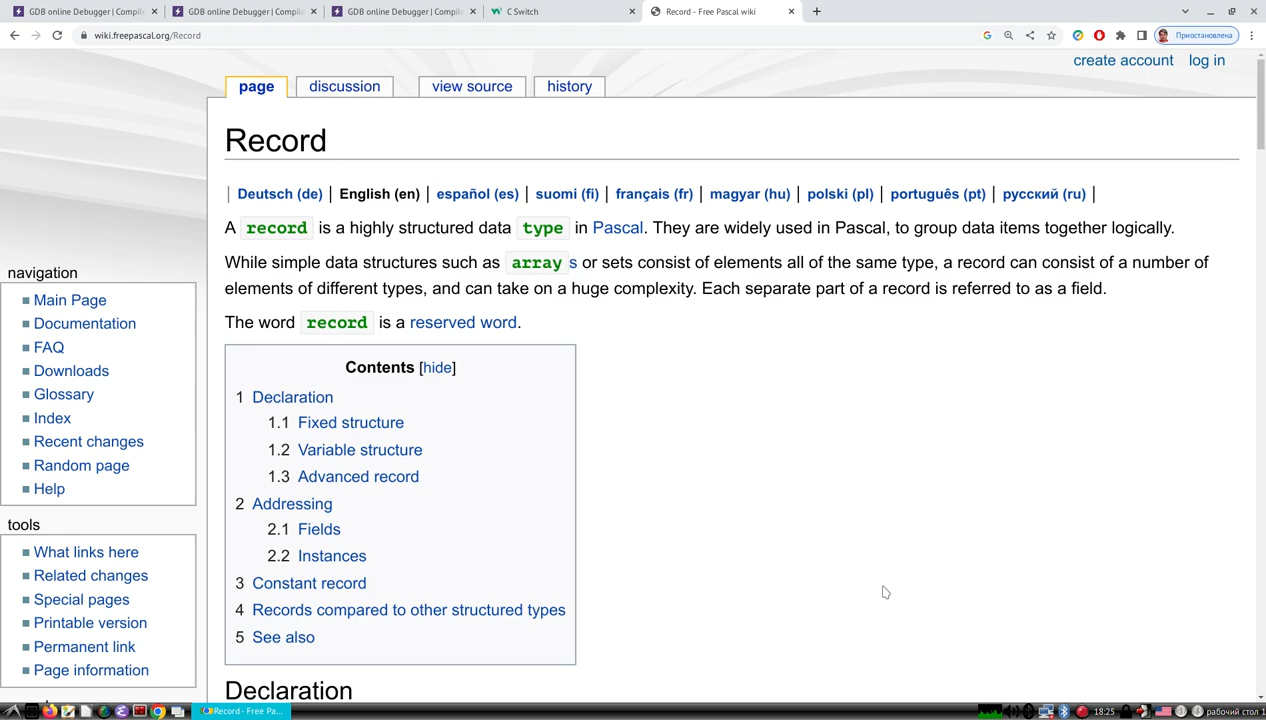 GDB online Debugger | Compile
GDB online Debugger | Compile
GDB online Debugger | Compile
C Switch
Record - Free Pascal wiki
wiki.freepascal.org/Record
Приостановлена
create account
log in
page
discussion
view source
history
Record
| Deutsch (de) | English (en) | español (es) | suomi (fi) | français (fr) | magyar (hu) | polski (pl) | português (pt) | русский (ru) |
A record is a highly structured data type in Pascal. They are widely used in Pascal, to group data items together logically.
While simple data structures such as array s or sets consist of elements all of the same type, a record can consist of a number of
elements of different types, and can take on a huge complexity. Each separate part of a record is referred to as a field.
The word record is a reserved word.
Contents [hide]
1 Declaration
1.1 Fixed structure
1.2 Variable structure
1.3 Advanced record
2 Addressing
2.1 Fields
2.2 Instances
3 Constant record
4 Records compared to other structured types
5 See also
Declaration
navigation
Main Page
Documentation
FAQ
Downloads
Glossary
Index
Recent changes
Random page
Help
tools
What links here
Related changes
Special pages
Printable version
Permanent link
Page information
Record - Free Pa...
18:25
рабочий стол 1